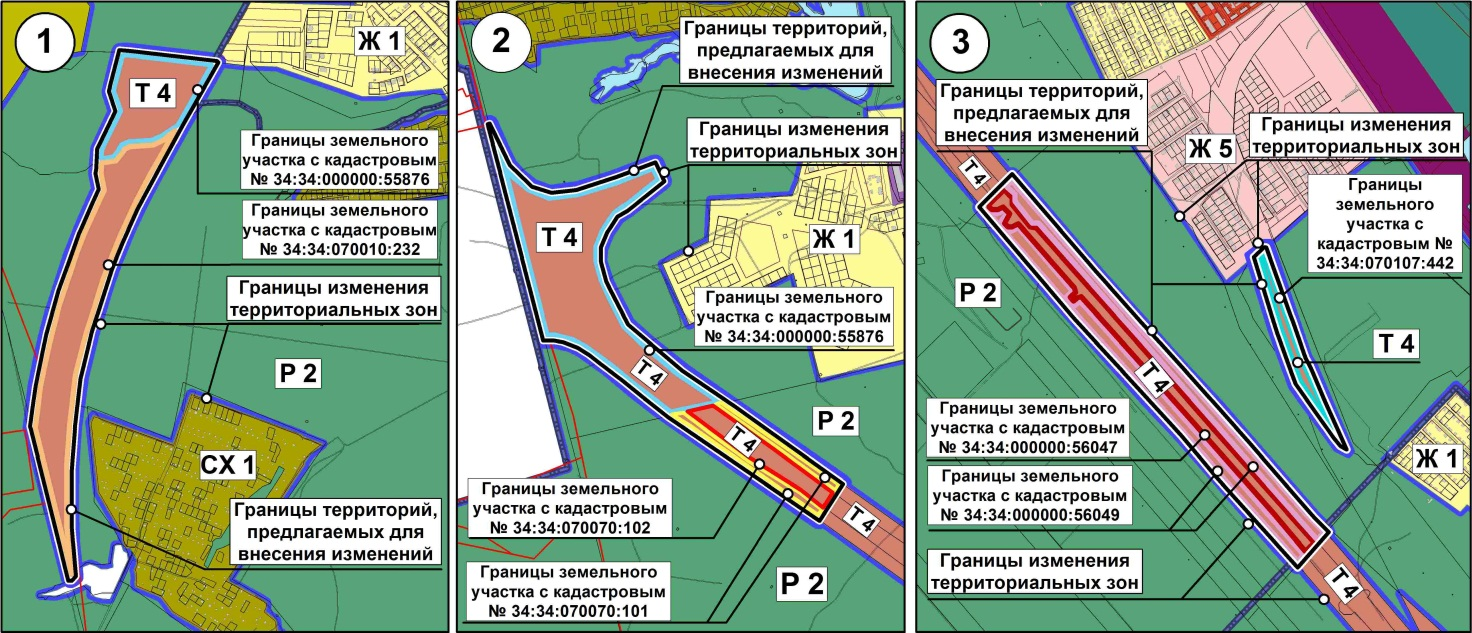 1
Ж 1
Т 4
Границы земельного
участка с кадастровым
№ 34:34:000000:55876
Границы земельного
участка с кадастровым
№ 34:34:070010:232
Границы изменения
территориальных зон
Р 2
СХ 1
Границы территорий,
предлагаемых для
внесения изменений
2
Границы территорий,
предлагаемых для
внесения изменений
Границы изменения
территориальных зон
Т 4
Ж 1
Границы земельного
участка с кадастровым
№ 34:34:000000:55876
Т 4
Р 2
Т 4
Границы земельного
участка с кадастровым
№ 34:34:070070:102
Т 4
Границы земельного
участка с кадастровым
№ 34:34:070070:101
Р 2
3
Границы территорий,
предлагаемых для
внесения изменений
Границы изменения
территориальных зон
Ж 5
Т 4
Границы
земельного
участка с
кадастровым №
34:34:070107:442
Р 2
Т 4
Т 4
Границы земельного
участка с кадастровым
№ 34:34:000000:56047
Ж 1
Границы земельного
участка с кадастровым
№ 34:34:000000:56049
Границы изменения
территориальных зон
Т 4